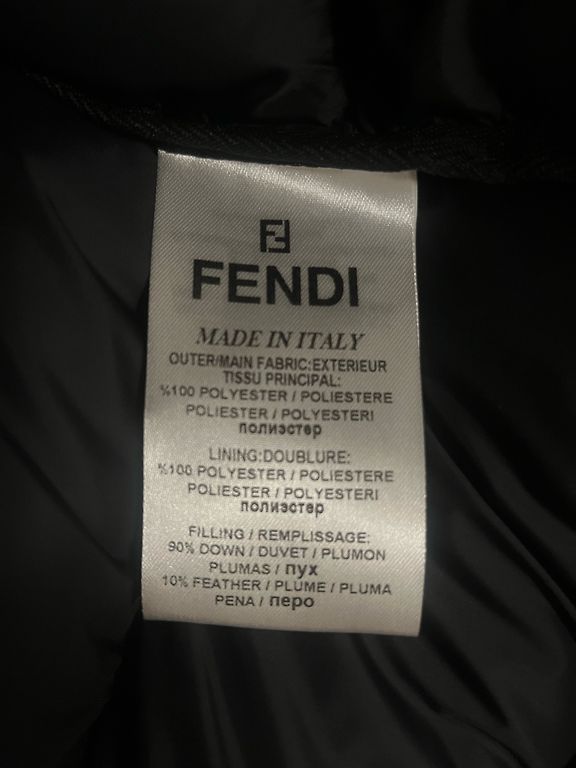 FENDI
MADE IN ITALY
OUTER/MAIN FABRIC:EXTERIEUR
TISSU PRINCIPAL:
%100 POLYESTER / POLIESTERE
POLIESTER / POLYESTERI
полиэстер
LINING:DOUBLURE:
%100 POLYESTER / POLIESTERE
POLIESTER / POLYESTERI
полиэстер
FILLING / REMPLISSAGE:
90% DOWN / DUVET / PLUMON
PLUMAS / пух
10% FEATHER / PLUME / PLUMA
PENA / перо